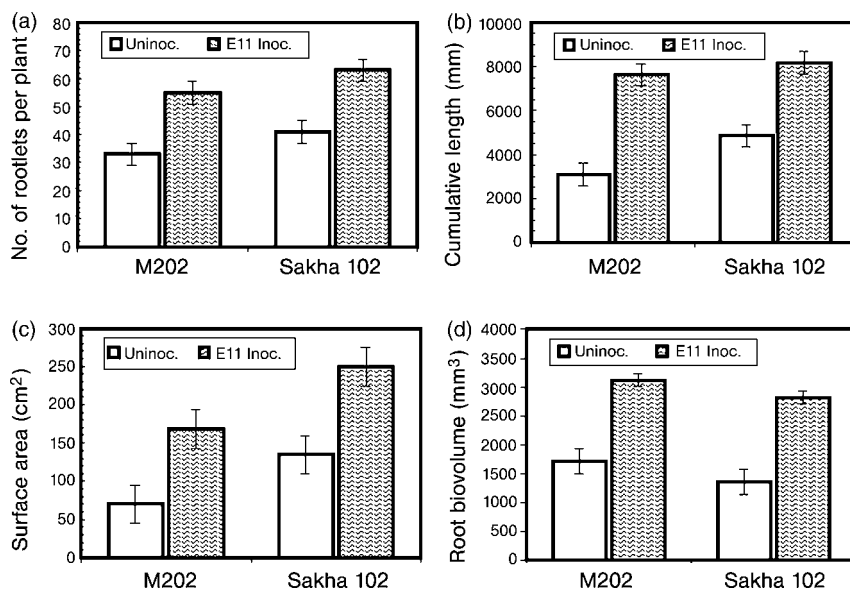 (a)
No. of rootlets per plant
80
70
60
50
40
30
20
10
0
Uninoc. E11 Inoc.
M202 Sakha 102
(b)
Cumulative length (mm)
10000
8000
6000
4000
2000
0
Uninoc. E11 Inoc.
M202 Sakha 102
(c)
Surface area (cm²)
300
250
200
150
100
50
0
Uninoc. E11 Inoc.
M202 Sakha 102
(d)
Root biovolume (mm³)
4000
3500
3000
2500
2000
1500
1000
500
0
Uninoc. E11 Inoc.
M202 Sakha 102